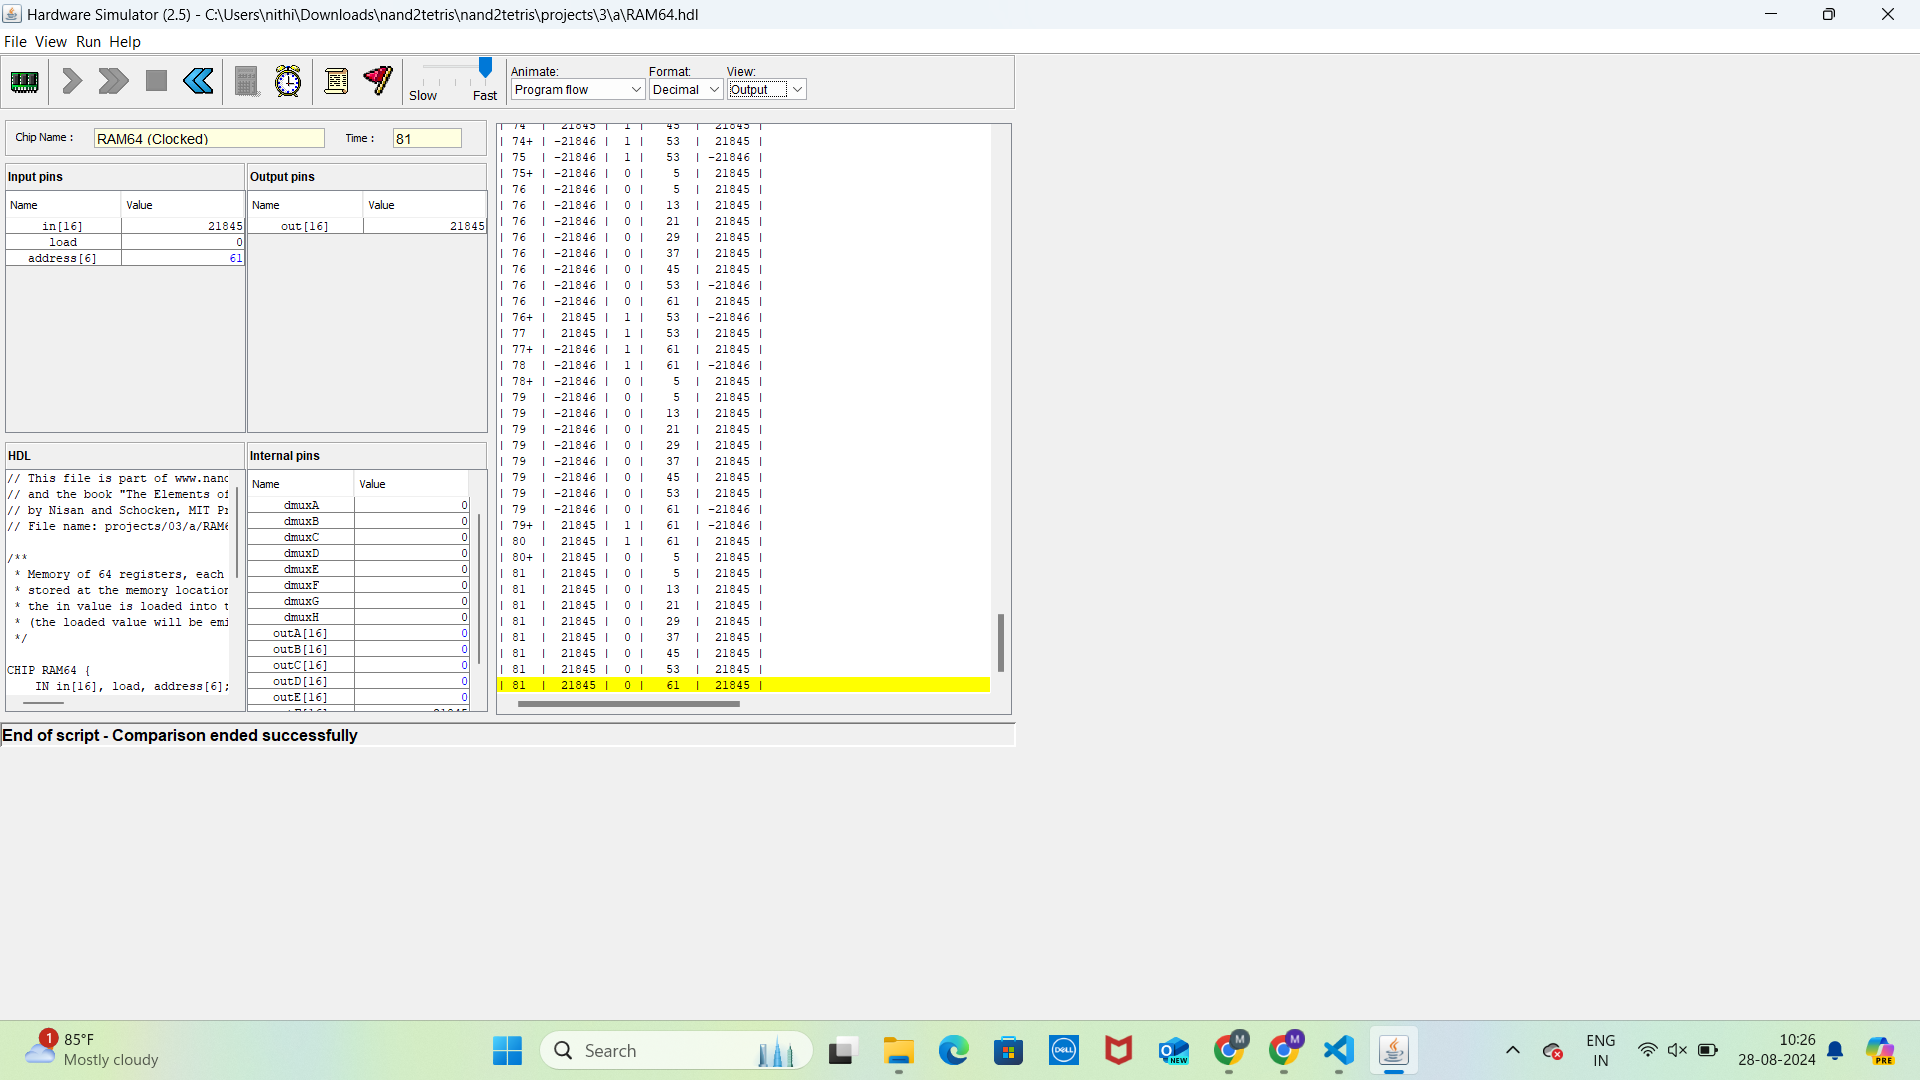 Hardware Simulator (2.5) - C:\Users\nithi\Downloads\nand2tetris\nand2tetris\projects\3\a\RAM64.hdl
File View Run Help
Slow Fast
Animate: Format: View:
Program flow Decimal Output
Chip Name : RAM64 (Clocked) Time : 81
Input pins
Name Value
in[16] 21845
load 0
address[6] 61
Output pins
Name Value
out[16] 21845
HDL
// This file is part of www.nand
// and the book "The Elements of
// by Nisan and Schocken, MIT Pr
// File name: projects/03/a/RAM6
/**
* Memory of 64 registers, each
* stored at the memory location
* the in value is loaded into t
* (the loaded value will be emi
*/
CHIP RAM64 {
IN in[16], load, address[6];
Internal pins
Name Value
dmuxA 0
dmuxB 0
dmuxC 0
dmuxD 0
dmuxE 0
dmuxF 0
dmuxG 0
dmuxH 0
outA[16] 0
outB[16] 0
outC[16] 0
outD[16] 0
outE[16] 0
| 74 | 21845 | 1 | 45 | 21845 |
| 74+ | -21846 | 1 | 53 | 21845 |
| 75 | -21846 | 1 | 53 | -21846 |
| 75+ | -21846 | 0 | 5 | 21845 |
| 76 | -21846 | 0 | 5 | 21845 |
| 76 | -21846 | 0 | 13 | 21845 |
| 76 | -21846 | 0 | 21 | 21845 |
| 76 | -21846 | 0 | 29 | 21845 |
| 76 | -21846 | 0 | 37 | 21845 |
| 76 | -21846 | 0 | 45 | 21845 |
| 76 | -21846 | 0 | 53 | -21846 |
| 76 | -21846 | 0 | 61 | 21845 |
| 76+ | 21845 | 1 | 53 | -21846 |
| 77 | 21845 | 1 | 53 | 21845 |
| 77+ | -21846 | 1 | 61 | 21845 |
| 78 | -21846 | 1 | 61 | -21846 |
| 78+ | -21846 | 0 | 5 | 21845 |
| 79 | -21846 | 0 | 5 | 21845 |
| 79 | -21846 | 0 | 13 | 21845 |
| 79 | -21846 | 0 | 21 | 21845 |
| 79 | -21846 | 0 | 29 | 21845 |
| 79 | -21846 | 0 | 37 | 21845 |
| 79 | -21846 | 0 | 45 | 21845 |
| 79 | -21846 | 0 | 53 | 21845 |
| 79 | -21846 | 0 | 61 | -21846 |
| 79+ | 21845 | 1 | 61 | -21846 |
| 80 | 21845 | 1 | 61 | 21845 |
| 80+ | 21845 | 0 | 5 | 21845 |
| 81 | 21845 | 0 | 5 | 21845 |
| 81 | 21845 | 0 | 13 | 21845 |
| 81 | 21845 | 0 | 21 | 21845 |
| 81 | 21845 | 0 | 29 | 21845 |
| 81 | 21845 | 0 | 37 | 21845 |
| 81 | 21845 | 0 | 45 | 21845 |
| 81 | 21845 | 0 | 53 | 21845 |
| 81 | 21845 | 0 | 61 | 21845 |
End of script - Comparison ended successfully
1
85°F
Mostly cloudy
Search
DELL
NEW
M
M
ENG
IN
10:26
28-08-2024
PRE